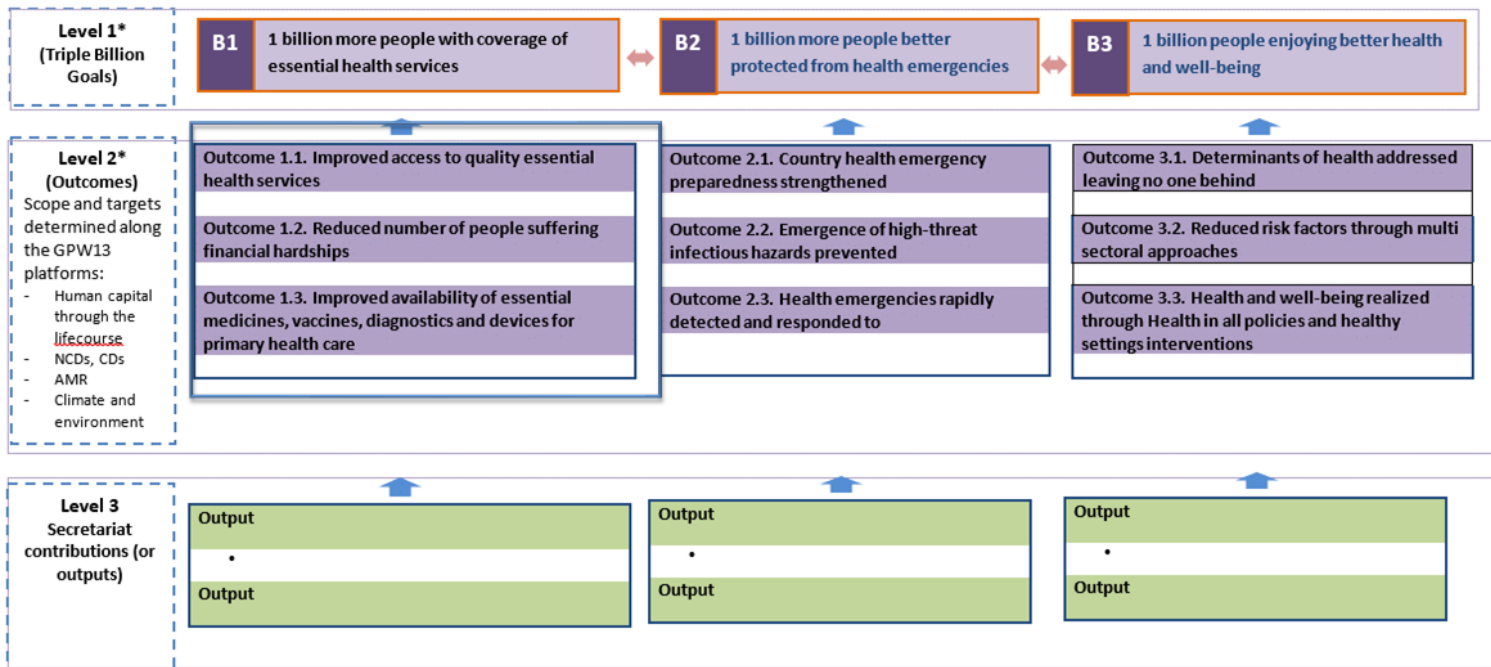 Level 1*
(Triple Billion
Goals)
B1
1 billion more people with coverage of
essential health services
B2
1 billion more people better
protected from health emergencies
B3
1 billion people enjoying better health
and well-being
Level 2*
(Outcomes)
Scope and targets
determined along
the GPW13
platforms:
- Human capital
through the
lifecourse
- NCDs, CDs
- AMR
- Climate and
environment
Outcome 1.1. Improved access to quality essential
health services
Outcome 1.2. Reduced number of people suffering
financial hardships
Outcome 1.3. Improved availability of essential
medicines, vaccines, diagnostics and devices for
primary health care
Outcome 2.1. Country health emergency
preparedness strengthened
Outcome 2.2. Emergence of high-threat
infectious hazards prevented
Outcome 2.3. Health emergencies rapidly
detected and responded to
Outcome 3.1. Determinants of health addressed
leaving no one behind
Outcome 3.2. Reduced risk factors through multi
sectoral approaches
Outcome 3.3. Health and well-being realized
through Health in all policies and healthy
settings interventions
Level 3
Secretariat
contributions (or
outputs)
Output
•
Output
Output
•
Output
Output
•
Output